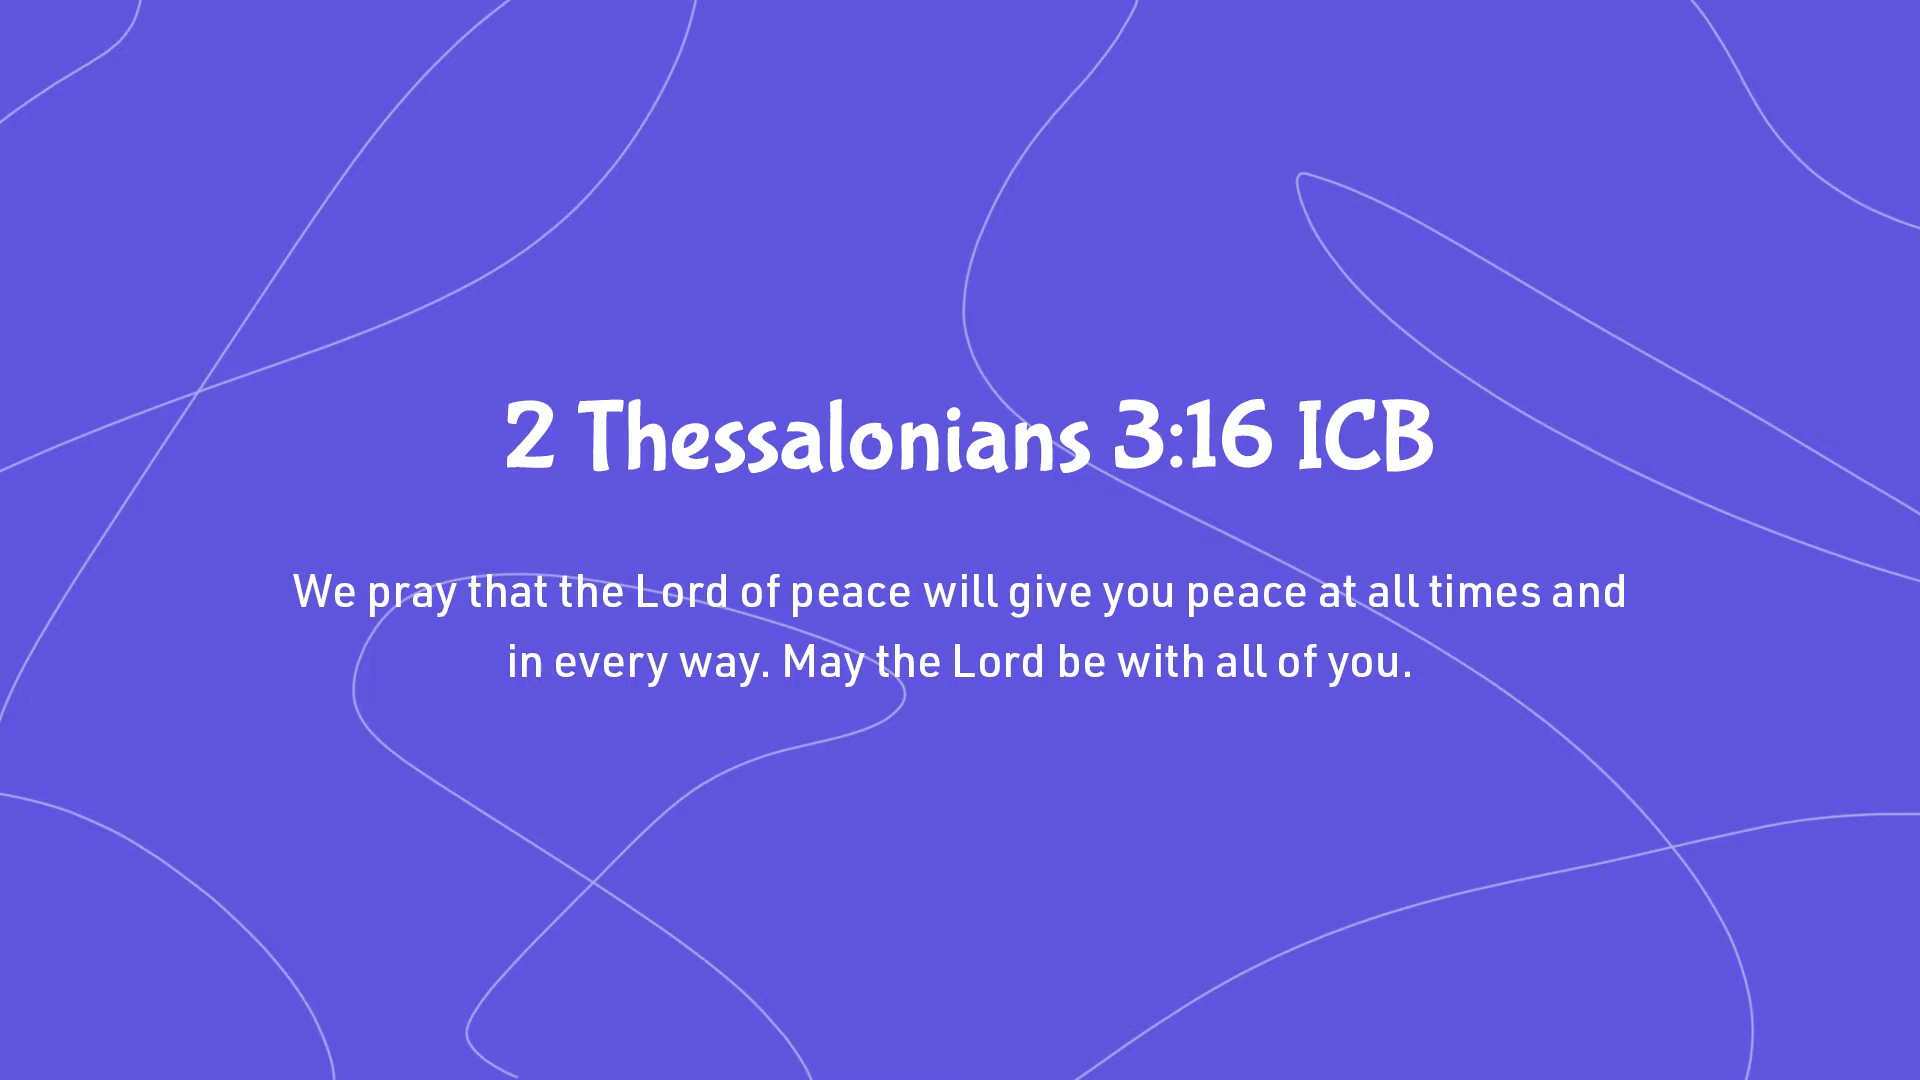 2 Thessalonians 3:16 ICB
We pray that the Lord of peace will give you peace at all times and
in every way. May the Lord be with all of you.